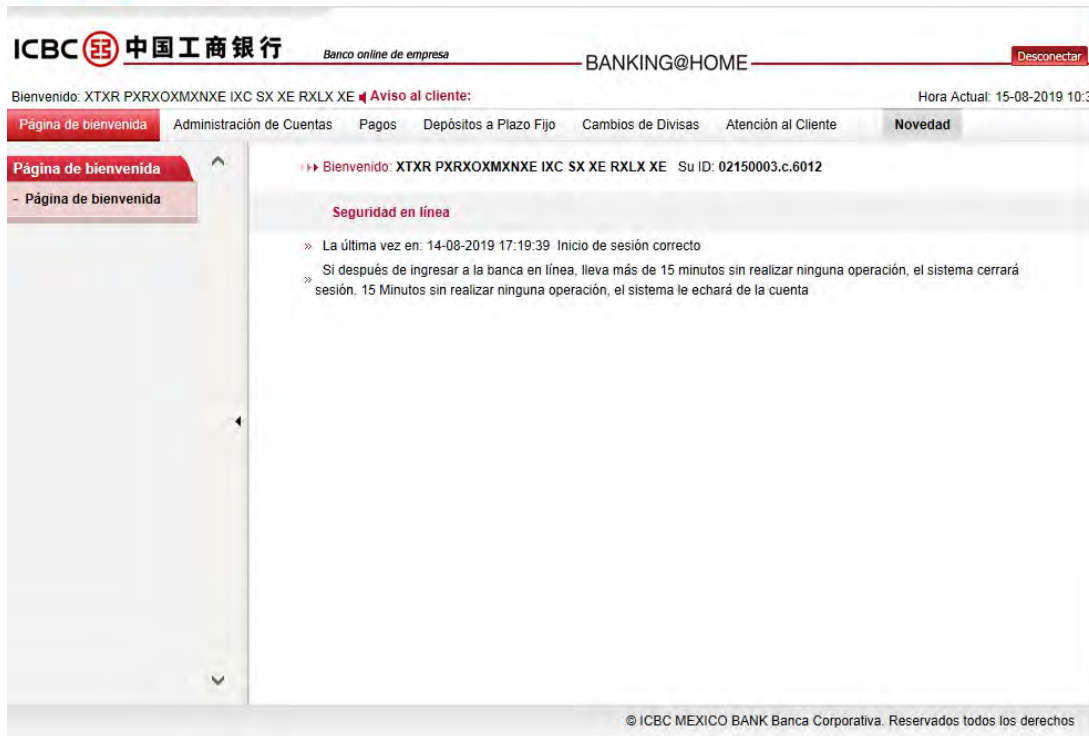 ICBC 中国工商银行 Banco online de empresa BANKING@HOME Desconectar
Bienvenido: XTXR PXRXOXMXNXE IXC SX XE RXLX XE Aviso al cliente: Hora Actual: 15-08-2019 10:3
Página de bienvenida Administración de Cuentas Pagos Depósitos a Plazo Fijo Cambios de Divisas Atención al Cliente Novedad
Página de bienvenida
- Página de bienvenida
Bienvenido: XTXR PXRXOXMXNXE IXC SX XE RXLX XE Su ID: 02150003.c.6012
Seguridad en línea
» La última vez en: 14-08-2019 17:19:39 Inicio de sesión correcto
» Si después de ingresar a la banca en línea, lleva más de 15 minutos sin realizar ninguna operación, el sistema cerrará
sesión. 15 Minutos sin realizar ninguna operación, el sistema le echará de la cuenta
© ICBC MEXICO BANK Banca Corporativa. Reservados todos los derechos